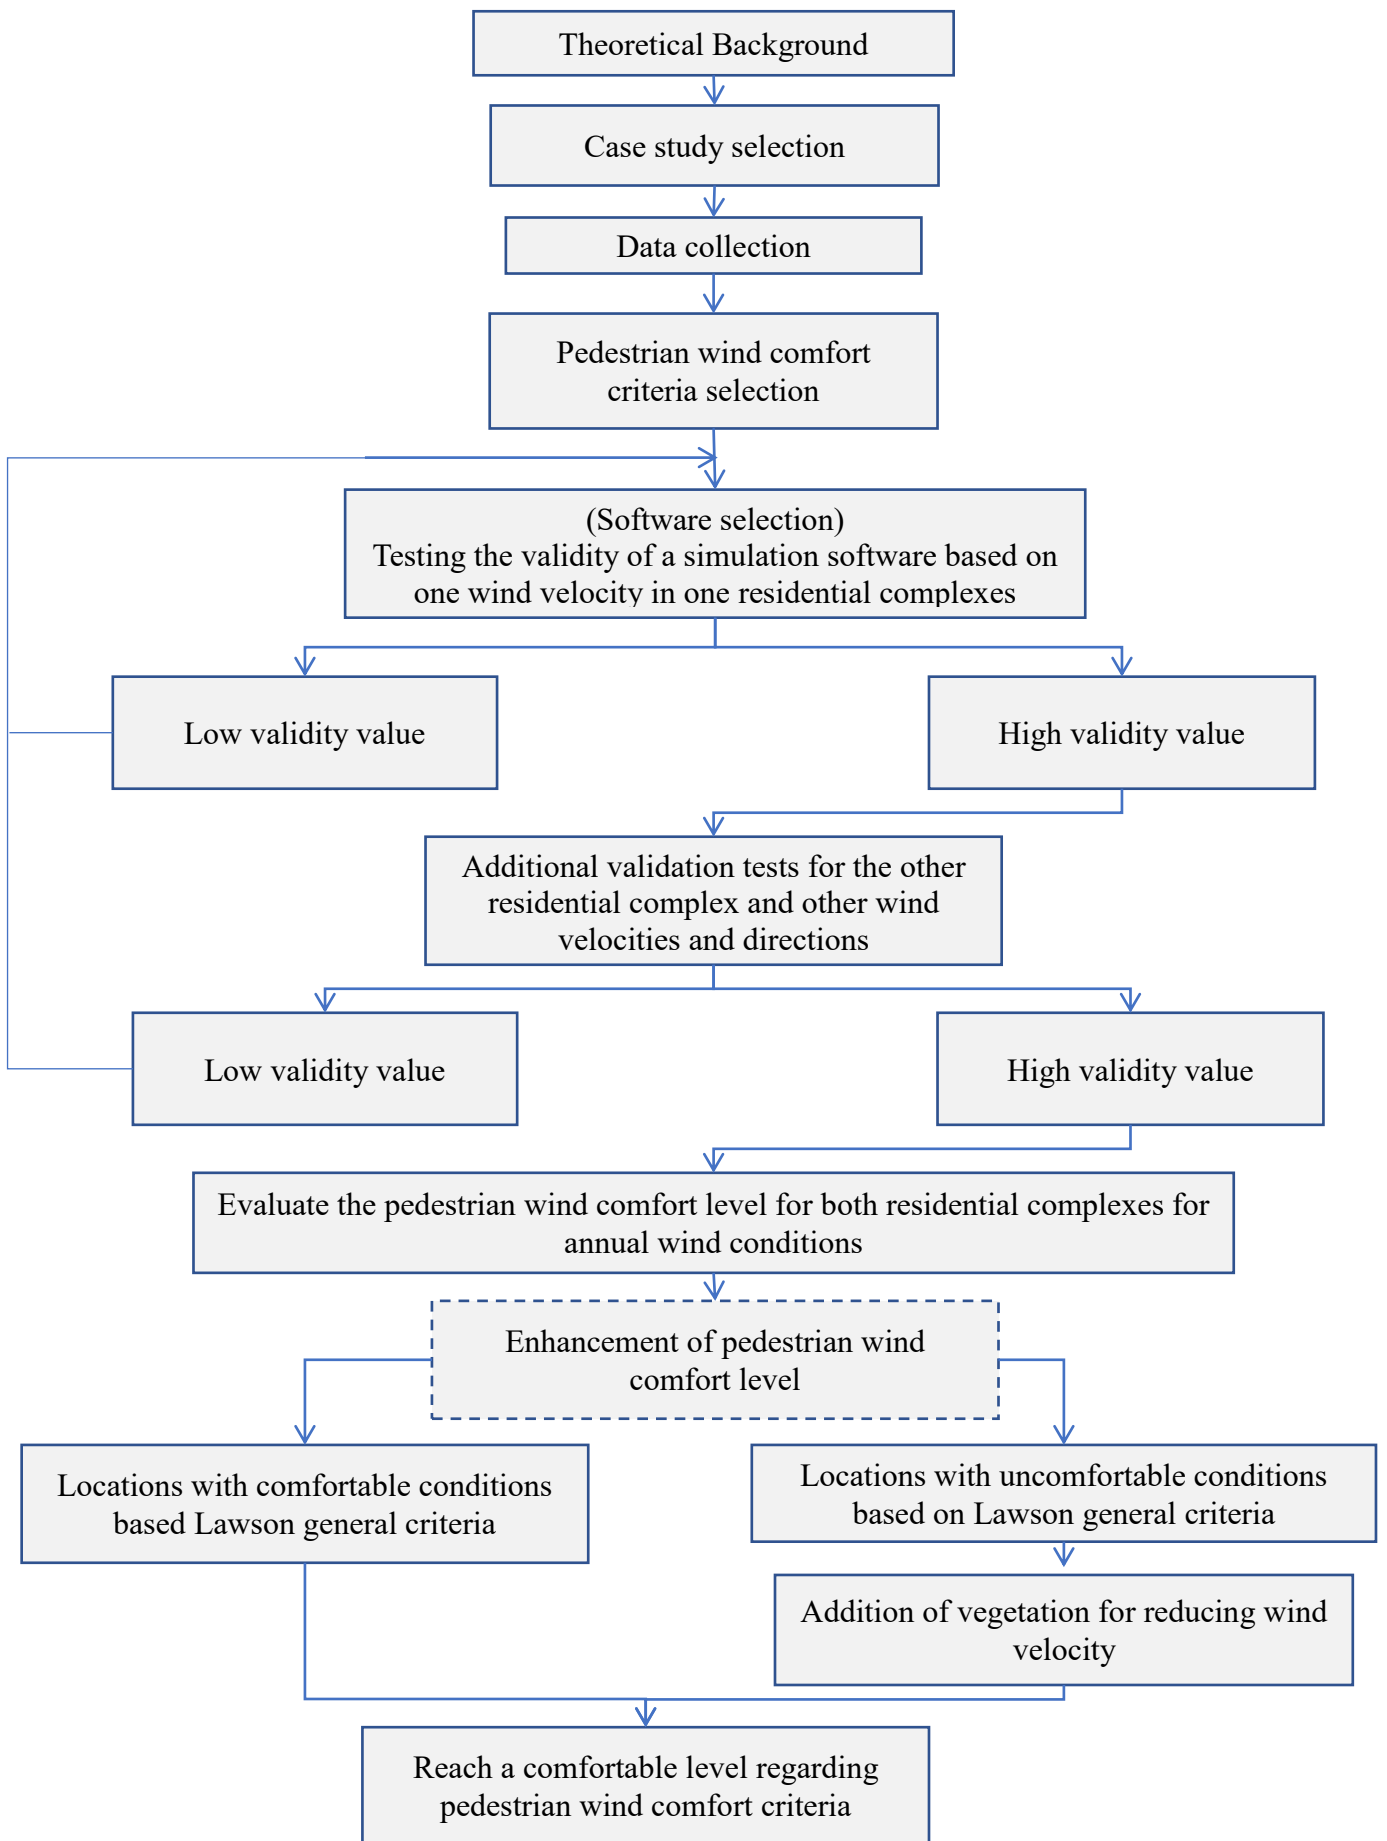 Theoretical Background
Case study selection
Data collection
Pedestrian wind comfort
criteria selection
(Software selection)
Testing the validity of a simulation software based on
one wind velocity in one residential complexes
Low validity value
High validity value
Additional validation tests for the other
residential complex and other wind
velocities and directions
Low validity value
High validity value
Evaluate the pedestrian wind comfort level for both residential complexes for
annual wind conditions
Enhancement of pedestrian wind
comfort level
Locations with comfortable conditions
based Lawson general criteria
Locations with uncomfortable conditions
based on Lawson general criteria
Addition of vegetation for reducing wind
velocity
Reach a comfortable level regarding
pedestrian wind comfort criteria